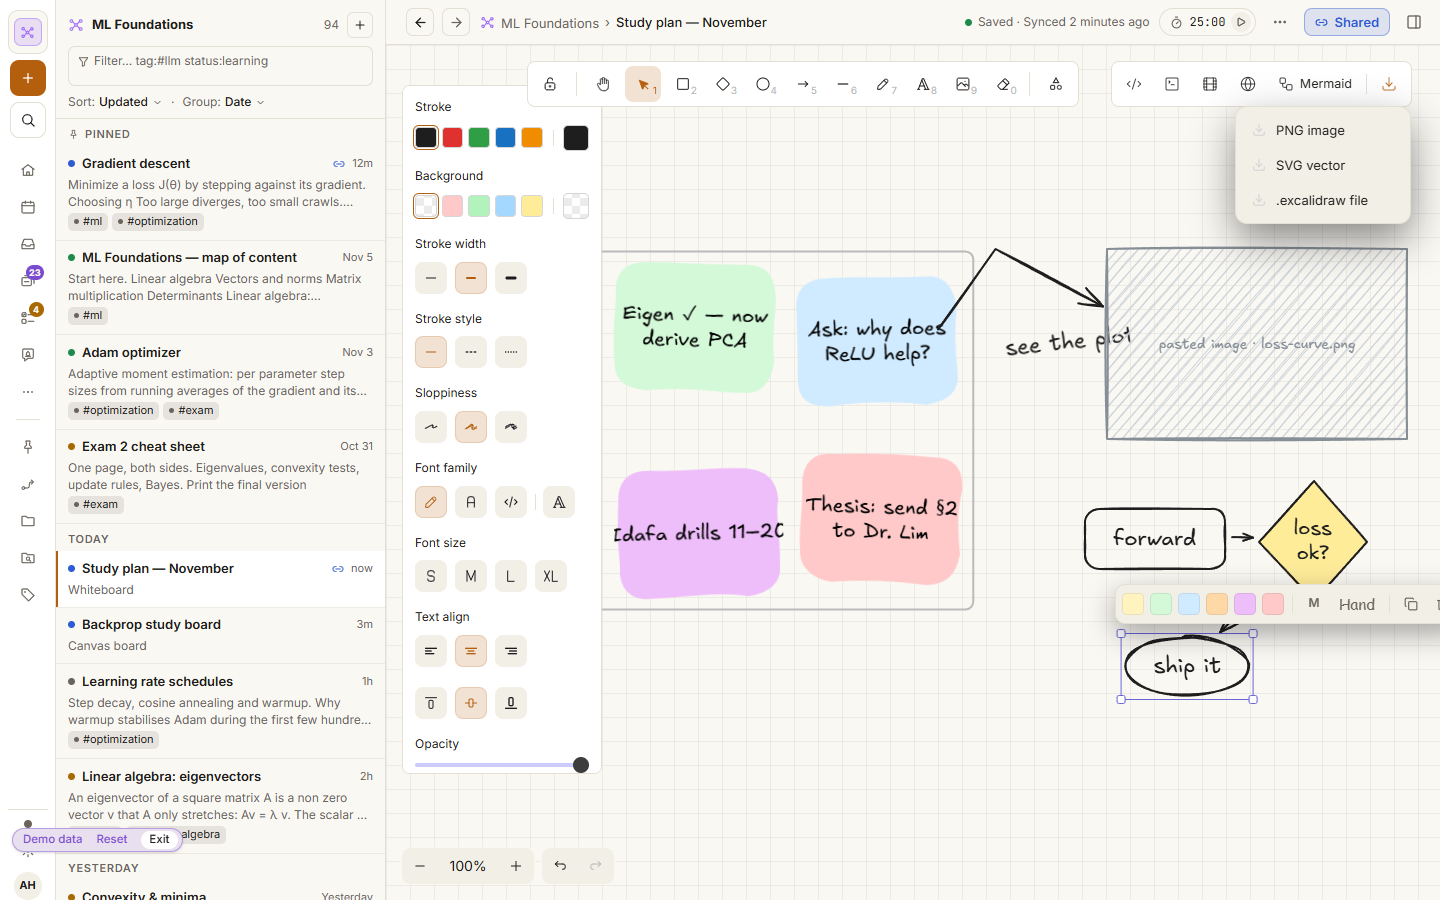 ML Foundations 94
Filter... tag:#llm status:learning
Sort: Updated · Group: Date
PINNED
Gradient descent 12m
Minimize a loss J(θ) by stepping against its gradient.
Choosing η Too large diverges, too small crawls....
#ml #optimization
ML Foundations — map of content Nov 5
Start here. Linear algebra Vectors and norms Matrix
multiplication Determinants Linear algebra:...
#ml
Adam optimizer Nov 3
Adaptive moment estimation: per parameter step
sizes from running averages of the gradient and its...
#optimization #exam
Exam 2 cheat sheet Oct 31
One page, both sides. Eigenvalues, convexity tests,
update rules, Bayes. Print the final version
#exam
TODAY
Study plan — November now
Whiteboard
Backprop study board 3m
Canvas board
Learning rate schedules 1h
Step decay, cosine annealing and warmup. Why
warmup stabilises Adam during the first few hundre...
#optimization
Linear algebra: eigenvectors 2h
An eigenvector of a square matrix A is a non zero
vector v that A only stretches: Av = λ v. The scalar ...
algebra
YESTERDAY
Convexity & minima Yesterday
23
4
Demo data Reset Exit
AH
ML Foundations › Study plan — November
Saved · Synced 2 minutes ago
25:00
Shared
1 2 3 4 5 6 7 8 9 0
Mermaid
PNG image
SVG vector
.excalidraw file
Stroke
Background
Stroke width
Stroke style
Sloppiness
Font family
Font size
S M L XL
Text align
Opacity
Eigen ✓ — now
derive PCA
Ask: why does
ReLU help?
Idafa drills 11–20
Thesis: send §2
to Dr. Lim
see the plot
pasted image · loss-curve.png
forward
loss
ok?
M Hand
ship it
100%